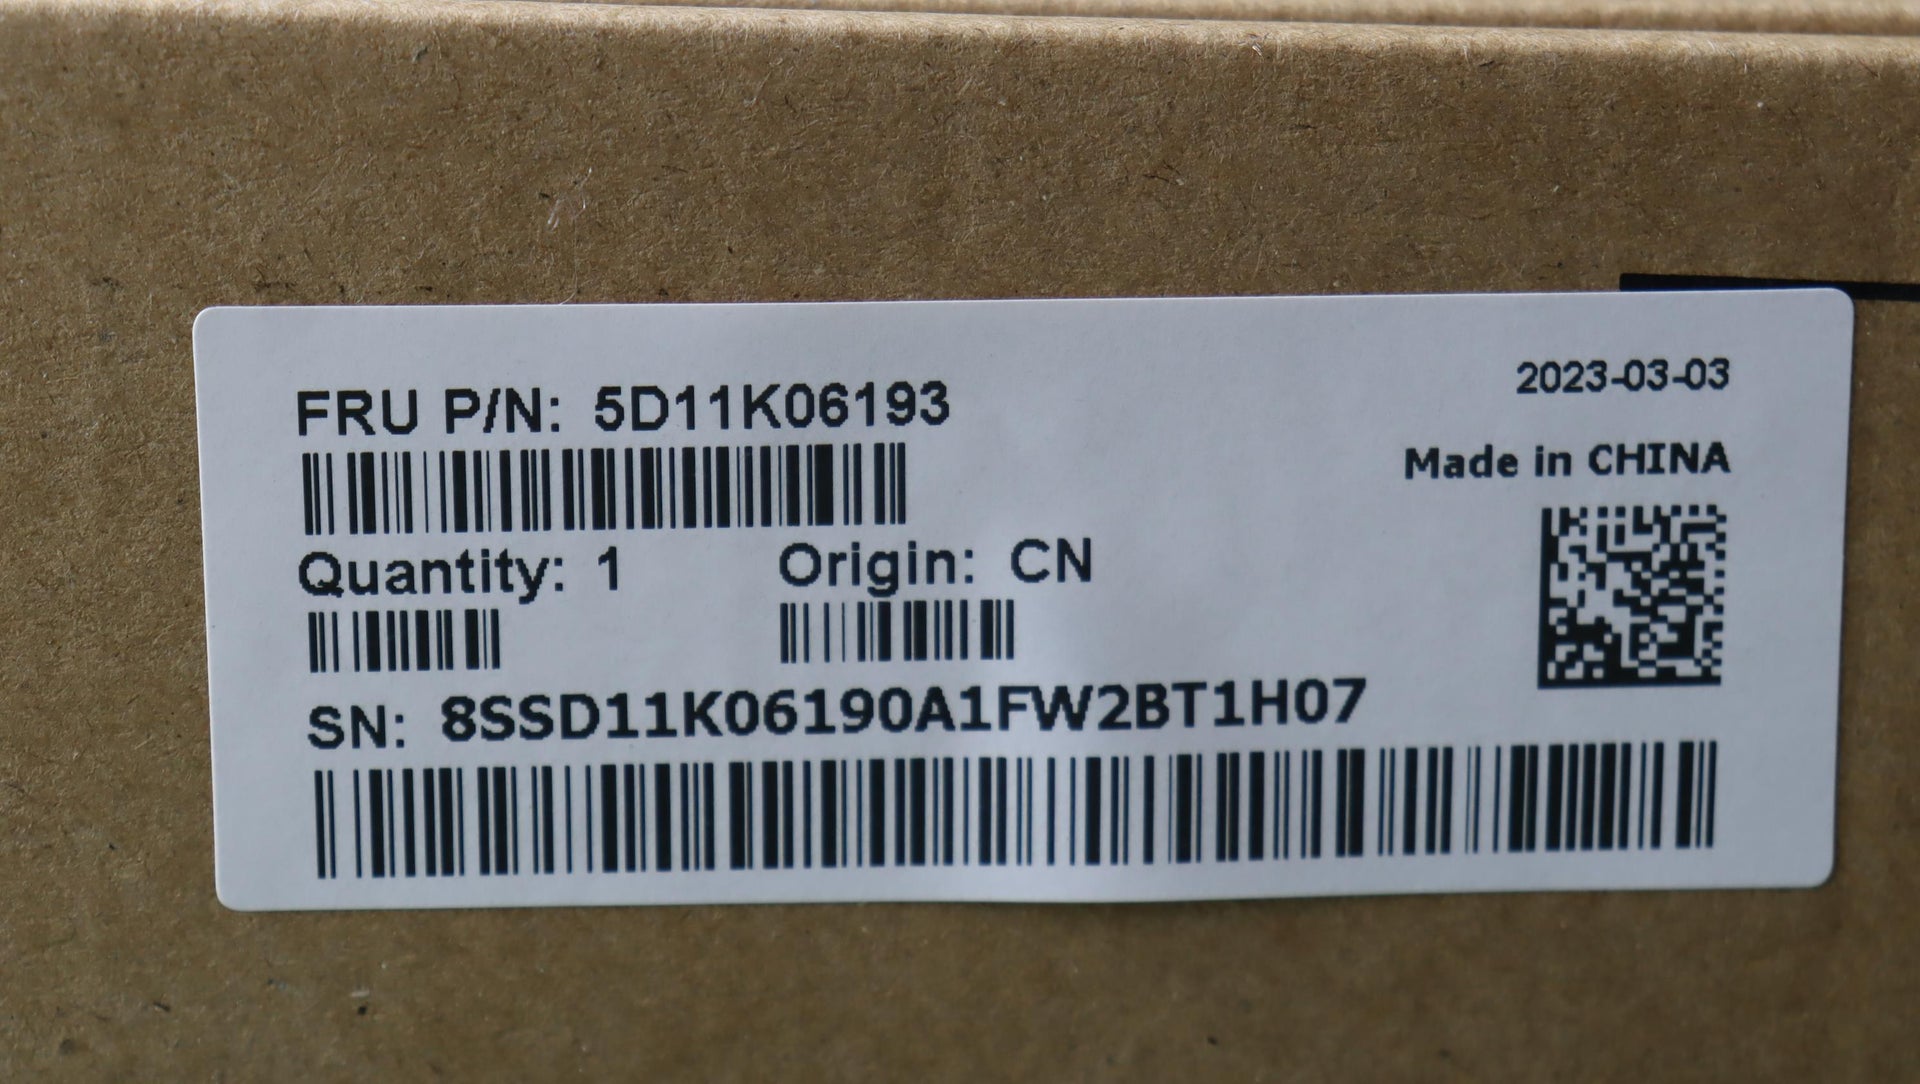 2023-03-03
FRU P/N: 5D11K06193
Made in CHINA
Quantity: 1 Origin: CN
SN: 8SSD11K06190A1FW2BT1H07